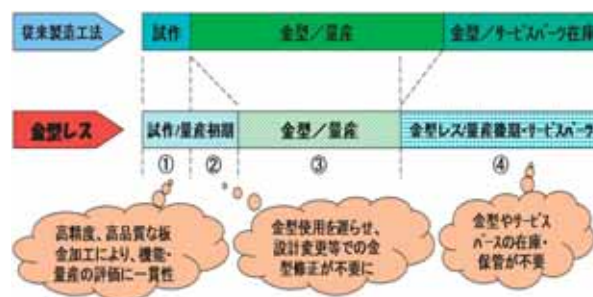 従来製造工法
試作
金型／量産
金型／サービスパーク在庫
金型レス
試作/量産初期
金型／量産
金型レス/量産後期・サービスパーク
①
②
③
④
高精度、高品質な板
金加工により、機能・
量産の評価に一貫性
金型使用を遅らせ、
設計変更等での金
型修正が不要に
金型やサービス
パースの在庫・
保管が不要